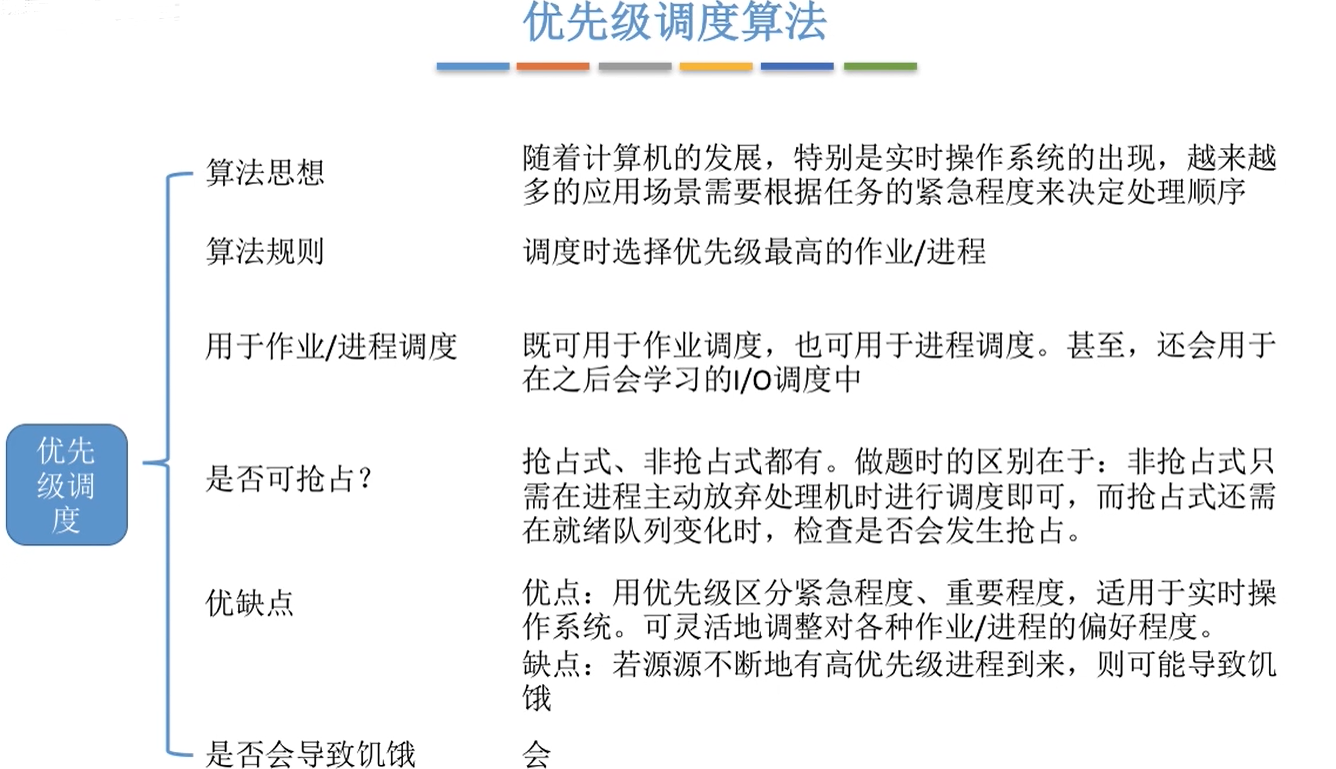 优先级调度算法
算法思想
随着计算机的发展，特别是实时操作系统的出现，越来越
多的应用场景需要根据任务的紧急程度来决定处理顺序
算法规则
调度时选择优先级最高的作业/进程
用于作业/进程调度
既可用于作业调度，也可用于进程调度。甚至，还会用于
在之后会学习的I/O调度中
优先
级调
度
是否可抢占？
抢占式、非抢占式都有。做题时的区别在于：非抢占式只
需在进程主动放弃处理机时进行调度即可，而抢占式还需
在就绪队列变化时，检查是否会发生抢占。
优缺点
优点：用优先级区分紧急程度、重要程度，适用于实时操
作系统。可灵活地调整对各种作业/进程的偏好程度。
缺点：若源源不断地有高优先级进程到来，则可能导致饥
饿
是否会导致饥饿
会